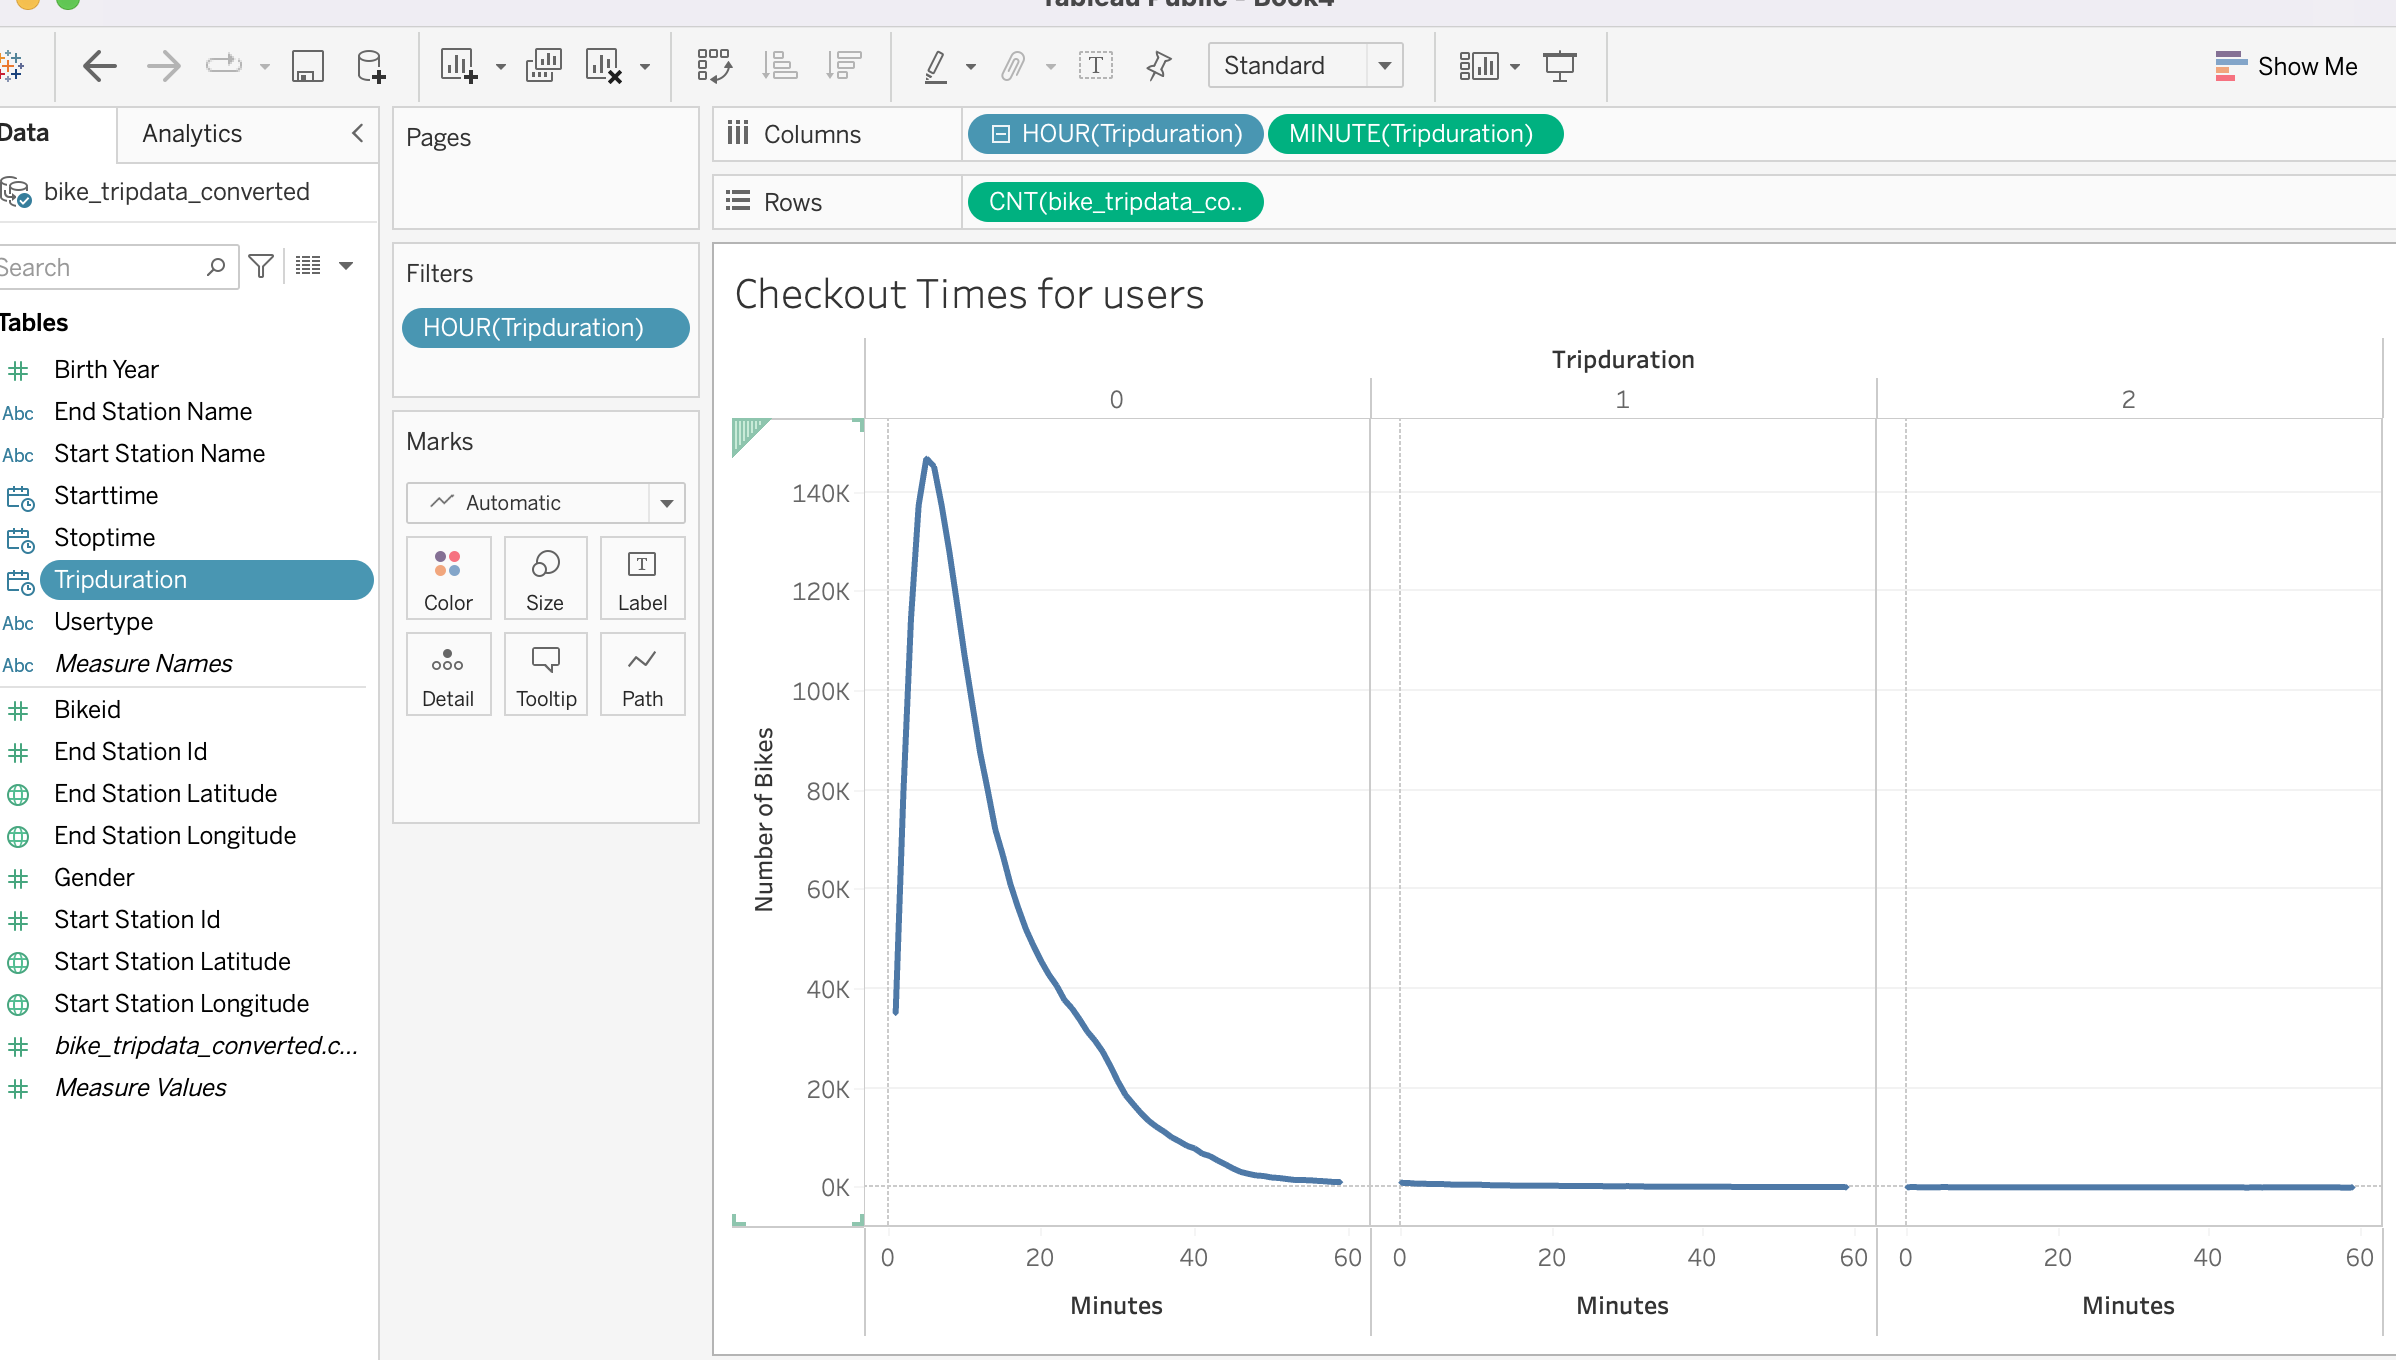 Tableau Public - Book4
Standard
Show Me
Data
Analytics
Pages
Columns
HOUR(Tripduration)
MINUTE(Tripduration)
bike_tripdata_converted
Rows
CNT(bike_tripdata_co..
Search
Filters
HOUR(Tripduration)
Checkout Times for users
Tables
Birth Year
Abc End Station Name
Abc Start Station Name
Starttime
Stoptime
Tripduration
Abc Usertype
Abc Measure Names
Bikeid
End Station Id
End Station Latitude
End Station Longitude
Gender
Start Station Id
Start Station Latitude
Start Station Longitude
bike_tripdata_converted.c...
Measure Values
Marks
Automatic
Color
Size
T
Label
Detail
Tooltip
Path
Tripduration
0
1
2
Number of Bikes
140K
120K
100K
80K
60K
40K
20K
0K
0 20 40 60
0 20 40 60
0 20 40 60
Minutes
Minutes
Minutes
T